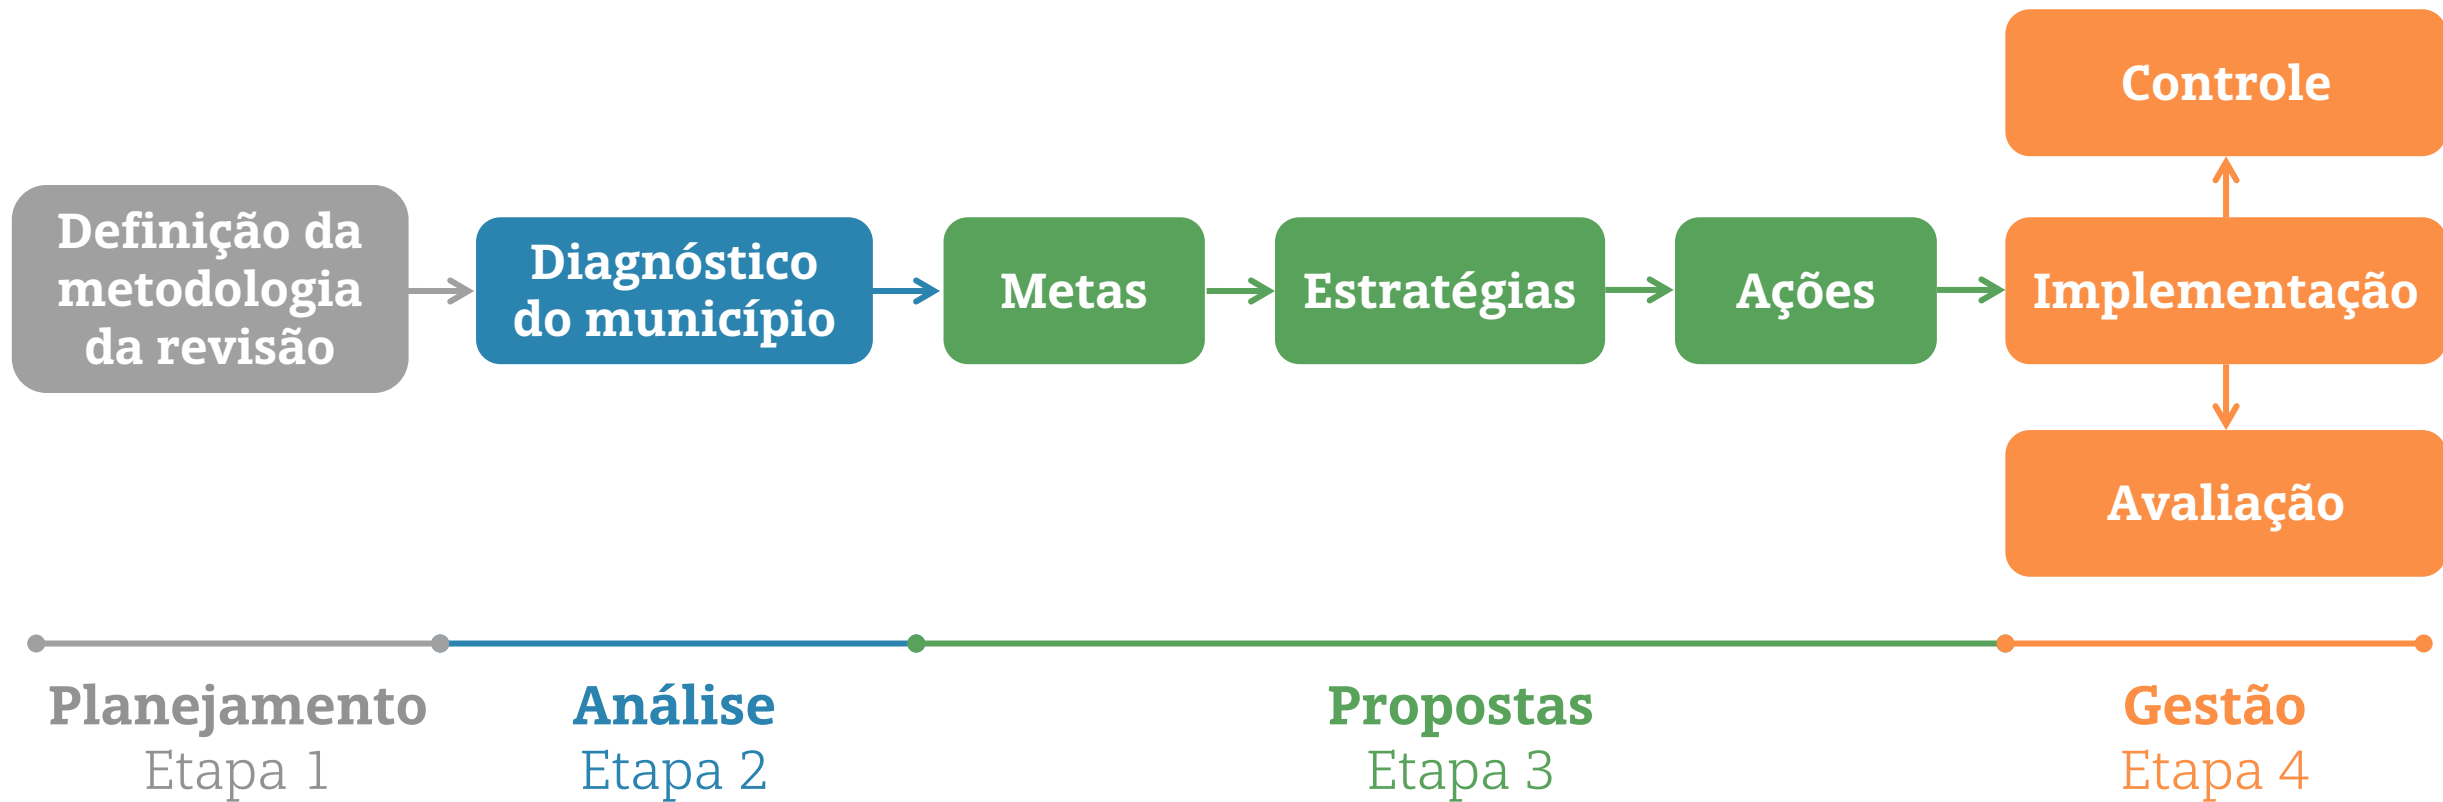 Definição da
metodologia
da revisão
Diagnóstico
do município
Metas
Estratégias
Ações
Controle
Implementação
Avaliação
Planejamento
Etapa 1
Análise
Etapa 2
Propostas
Etapa 3
Gestão
Etapa 4